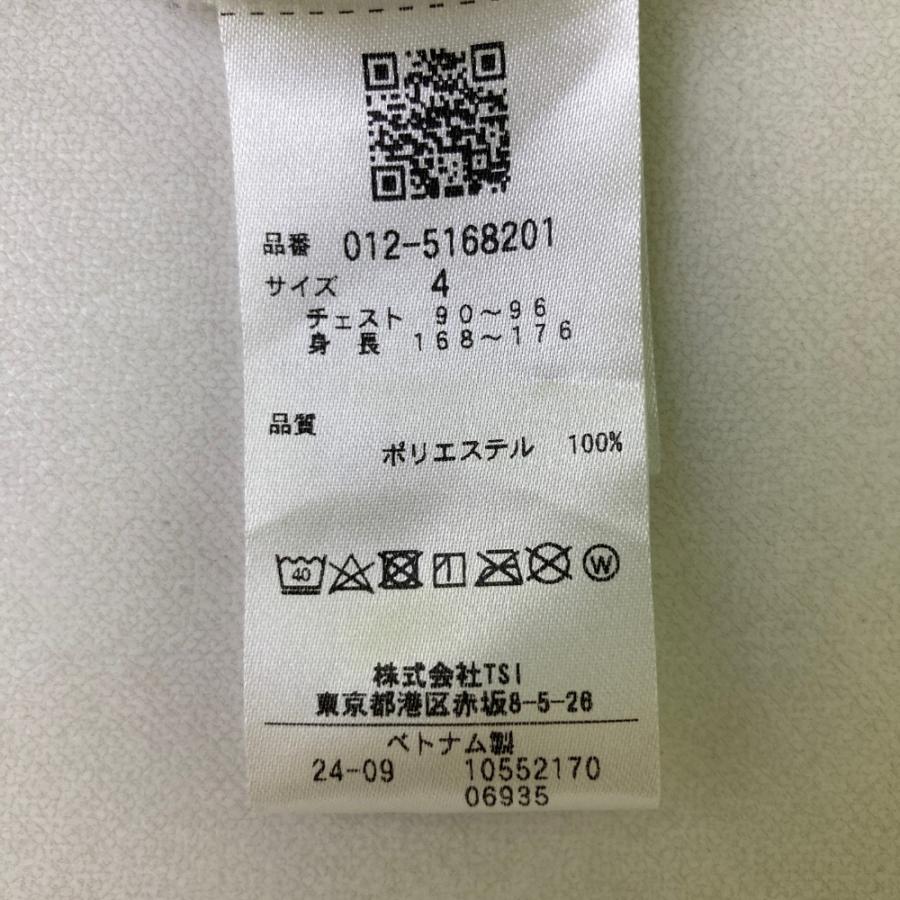 品番 012-5168201
サイズ 4
チェスト 90〜96
身長 168〜176
品質
ポリエステル 100%
40 W
株式会社TSI
東京都港区赤坂8-5-28
ベトナム製
24-09 10552170
06935